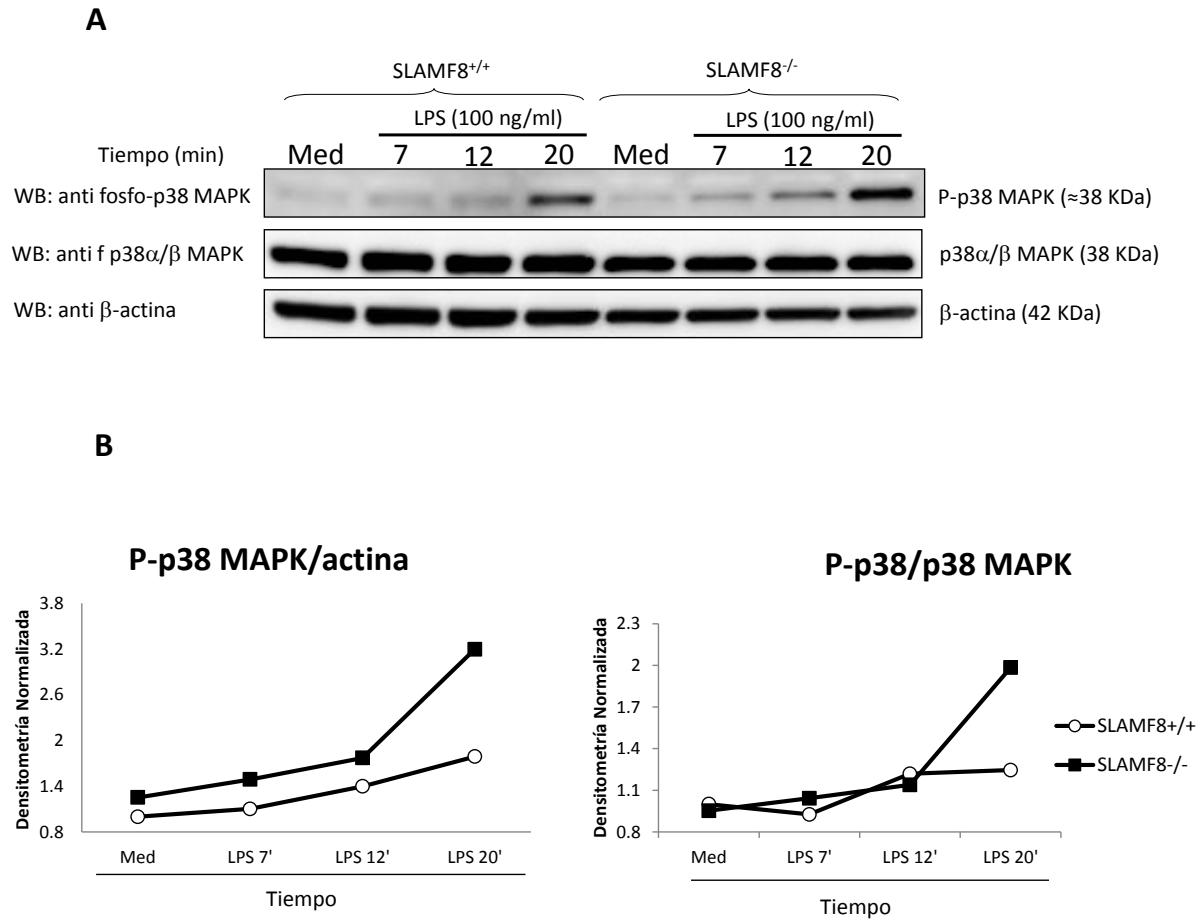 A
SLAMF8+/+ SLAMF8-/-
LPS (100 ng/ml) LPS (100 ng/ml)
Tiempo (min) Med 7 12 20 Med 7 12 20
WB: anti fosfo-p38 MAPK P-p38 MAPK (≈38 KDa)
WB: anti f p38α/β MAPK p38α/β MAPK (38 KDa)
WB: anti β-actina β-actina (42 KDa)
B
P-p38 MAPK/actina
Densitometría Normalizada
3.8
3.2
2.6
2
1.4
0.8
Med LPS 7' LPS 12' LPS 20'
Tiempo
P-p38/p38 MAPK
Densitometría Normalizada
2.3
2
1.7
1.4
1.1
0.8
Med LPS 7' LPS 12' LPS 20'
Tiempo
SLAMF8+/+
SLAMF8-/-